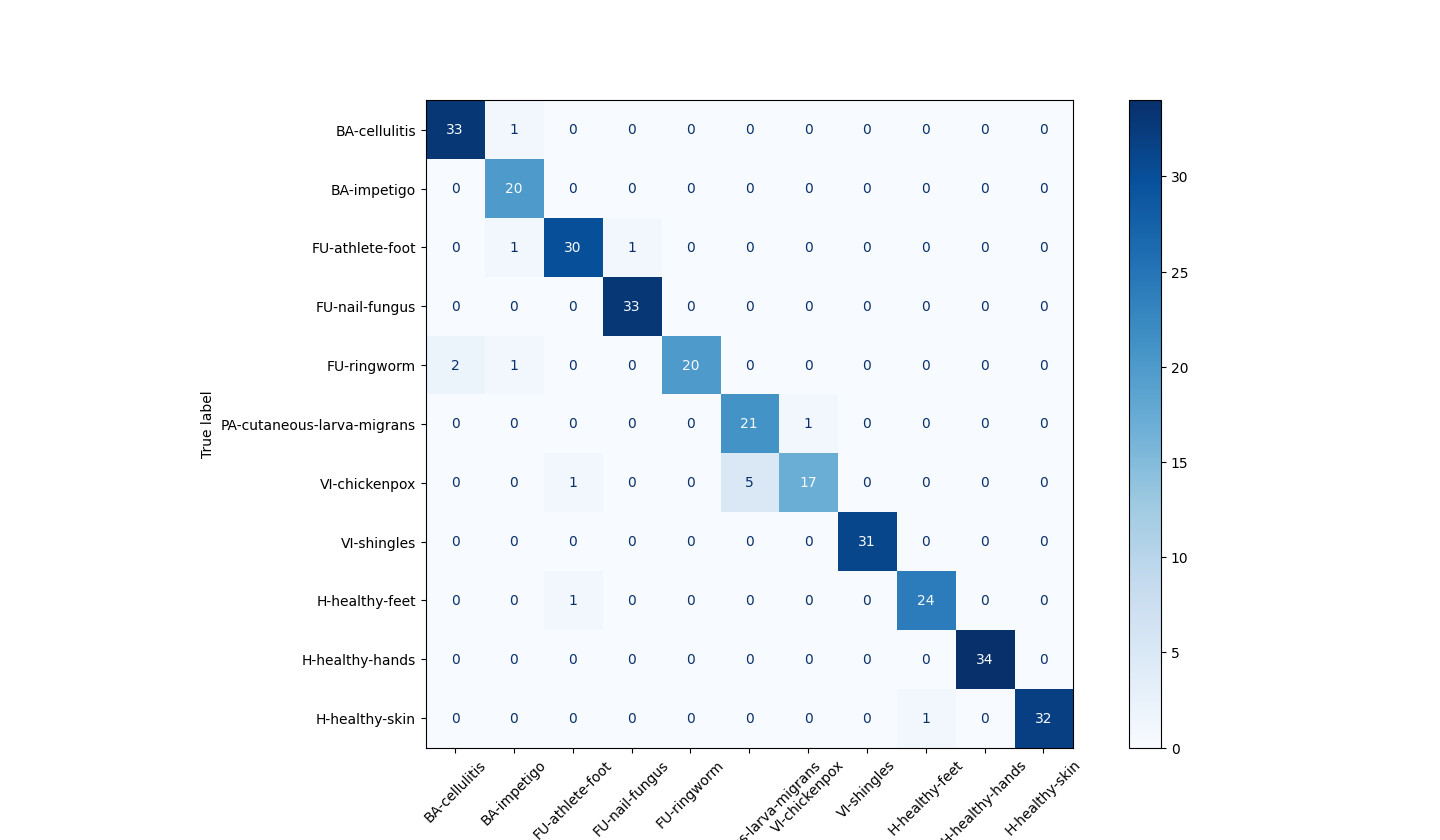 BA-cellulitis 33 1 0 0 0 0 0 0 0 0 0
BA-impetigo 0 20 0 0 0 0 0 0 0 0 0
FU-athlete-foot 0 1 30 1 0 0 0 0 0 0 0
FU-nail-fungus 0 0 0 33 0 0 0 0 0 0 0
FU-ringworm 2 1 0 0 20 0 0 0 0 0 0
PA-cutaneous-larva-migrans 0 0 0 0 0 21 1 0 0 0 0
VI-chickenpox 0 0 1 0 0 5 17 0 0 0 0
VI-shingles 0 0 0 0 0 0 0 31 0 0 0
H-healthy-feet 0 0 1 0 0 0 0 0 24 0 0
H-healthy-hands 0 0 0 0 0 0 0 0 0 34 0
H-healthy-skin 0 0 0 0 0 0 0 0 1 0 32
True label
BA-cellulitis
BA-impetigo
FU-athlete-foot
FU-nail-fungus
FU-ringworm
s-larva-migrans
VI-chickenpox
VI-shingles
H-healthy-feet
H-healthy-hands
H-healthy-skin
30
25
20
15
10
5
0